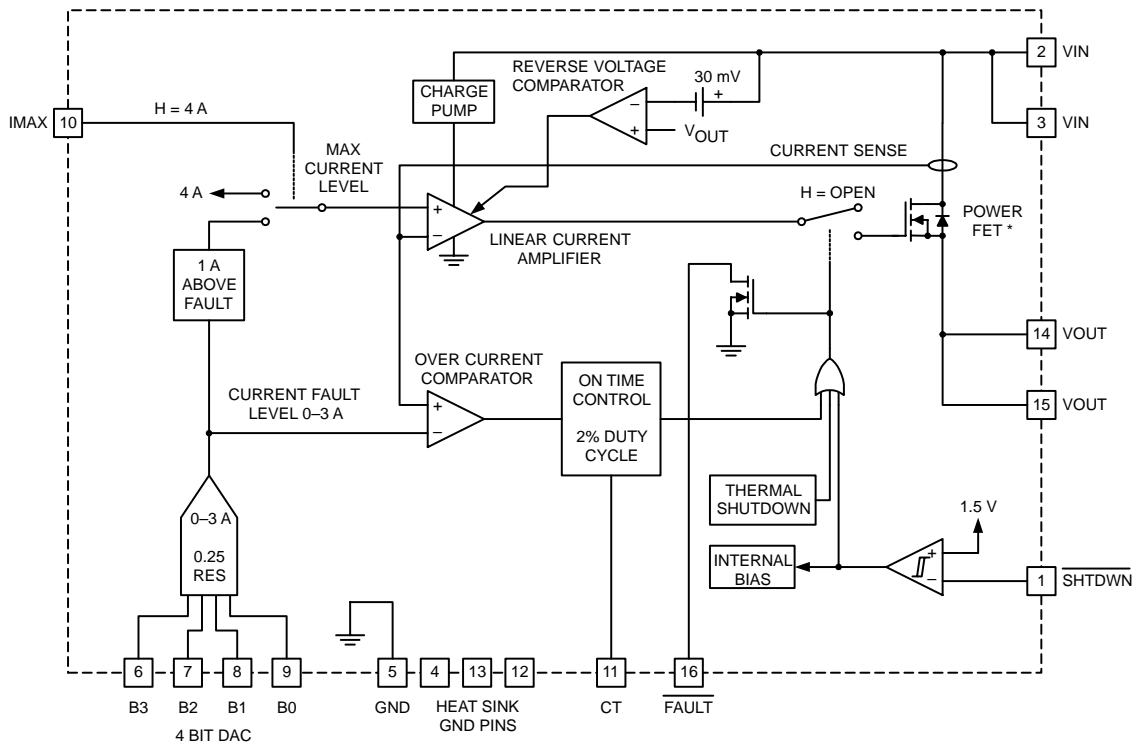 REVERSE VOLTAGE
COMPARATOR
30 mV
+
2
VIN
CHARGE
PUMP
H = 4 A
IMAX
10
−
+
VOUT
3
VIN
MAX
CURRENT
LEVEL
CURRENT SENSE
4 A
H = OPEN
+
−
LINEAR CURRENT
AMPLIFIER
POWER
FET *
1 A
ABOVE
FAULT
14
VOUT
OVER CURRENT
COMPARATOR
ON TIME
CONTROL
2% DUTY
CYCLE
CURRENT FAULT
LEVEL 0–3 A
+
−
15
VOUT
THERMAL
SHUTDOWN
0–3 A
0.25
RES
1.5 V
INTERNAL
BIAS
+
−
1
SHTDWN
6
7
8
9
5
4
13
12
11
16
B3
B2
B1
B0
GND
HEAT SINK
GND PINS
CT
FAULT
4 BIT DAC